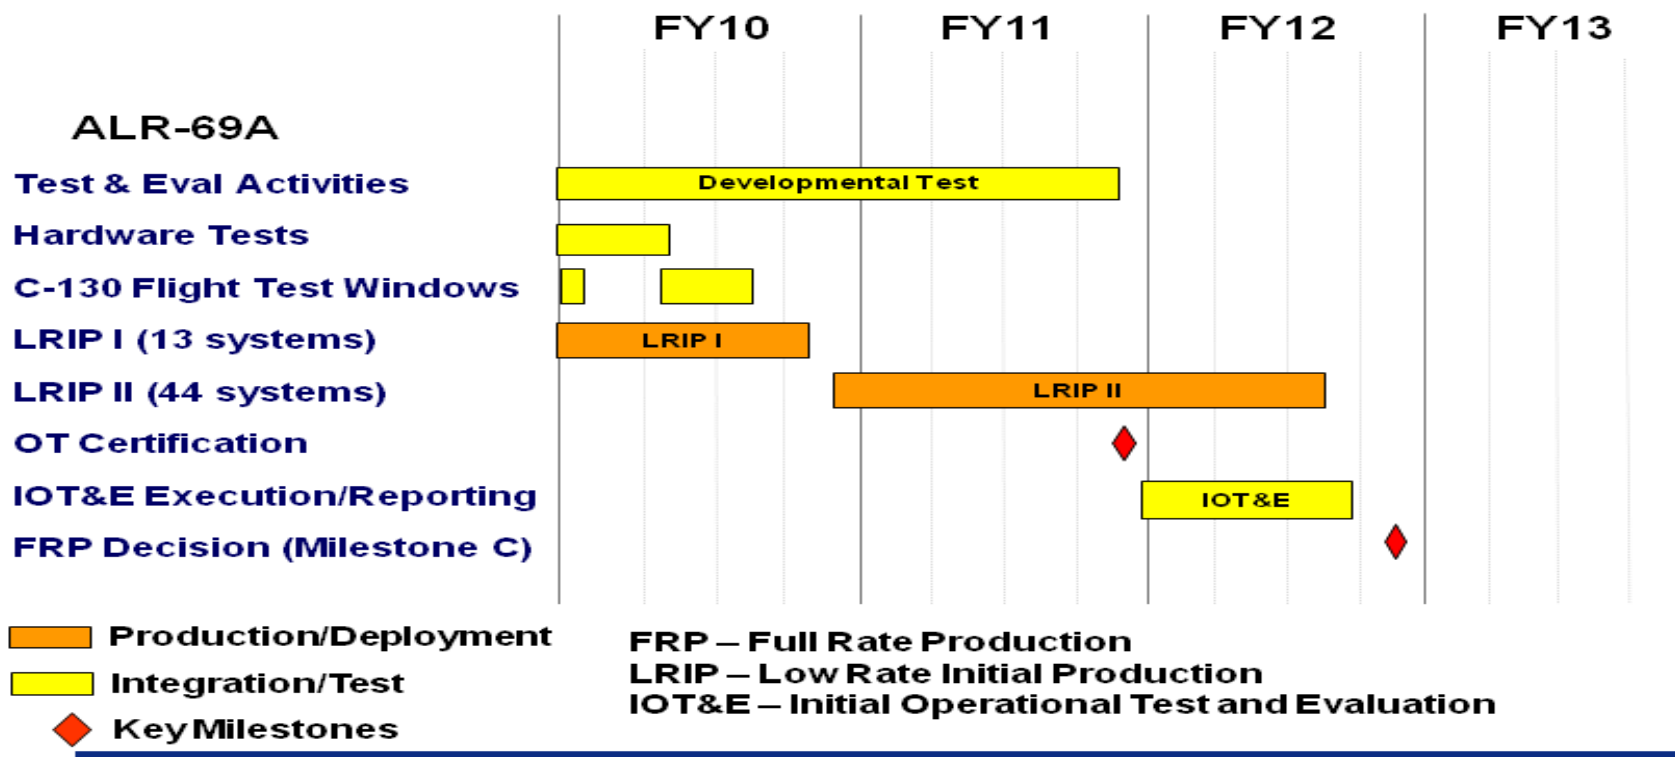 FY10 FY11 FY12 FY13
ALR-69A
Test & Eval Activities Developmental Test
Hardware Tests
C-130 Flight Test Windows
LRIP I (13 systems) LRIP I
LRIP II (44 systems) LRIP II
OT Certification
IOT&E Execution/Reporting IOT&E
FRP Decision (Milestone C)
Production/Deployment
Integration/Test
Key Milestones
FRP – Full Rate Production
LRIP – Low Rate Initial Production
IOT&E – Initial Operational Test and Evaluation